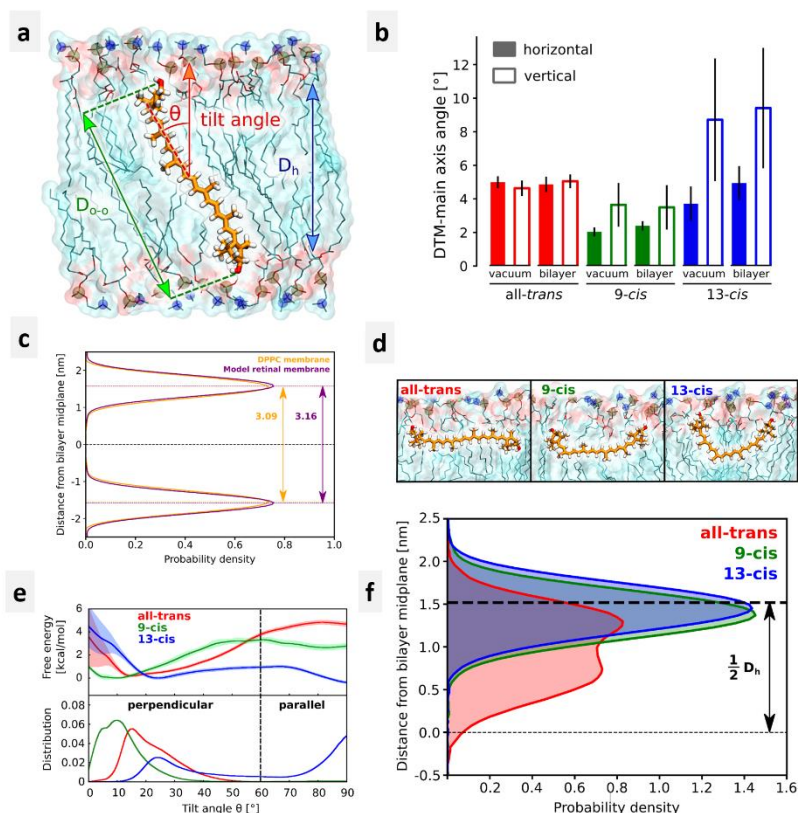 a
θ
tilt angle
D_o-o
D_h
b
horizontal
vertical
DTM-main axis angle [°]
12
10
8
6
4
2
0
vacuum bilayer vacuum bilayer vacuum bilayer
all-trans 9-cis 13-cis
c
DPPC membrane
Model retinal membrane
Distance from bilayer midplane [nm]
2
1
0
-1
-2
3.09 3.16
0.0 0.2 0.4 0.6 0.8 1.0
Probability density
d
all-trans 9-cis 13-cis
e
all-trans
9-cis
13-cis
Free energy
[kcal/mol]
6
4
2
0
perpendicular parallel
Distribution
0.08
0.06
0.04
0.02
0
0 10 20 30 40 50 60 70 80 90
Tilt angle θ [°]
f
all-trans
9-cis
13-cis
Distance from bilayer midplane [nm]
2.5
2.0
1.5
1.0
0.5
0.0
-0.5
1/2 D_h
0.2 0.4 0.6 0.8 1.0 1.2 1.4 1.6
Probability density